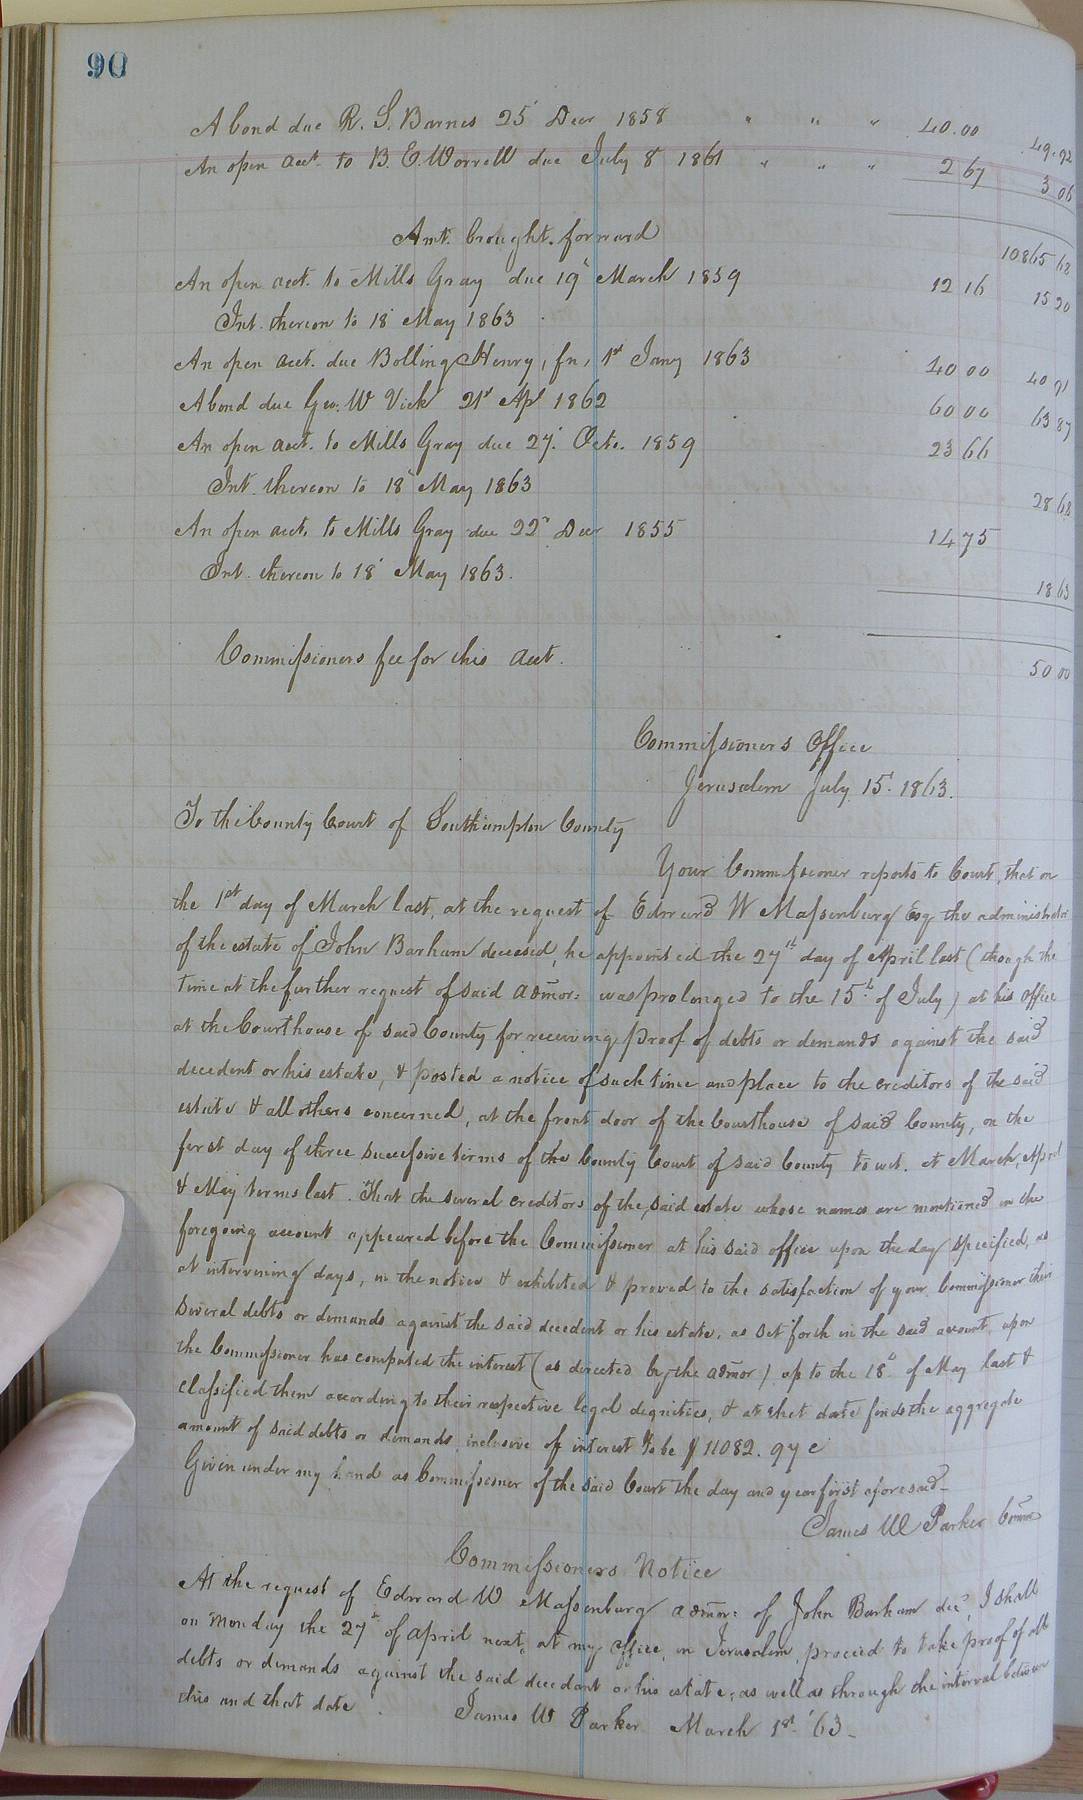 90
A bond due R. S. Barnes 25' Decr 1858 " " " 40.00 49.92
An open acct. to B. E. Worrell due July 8' 1861 " " " 2 67 3 06
Amt. brought forward 10865 68
An open acct. to Mills Gray due 19' March 1859 12 16 15 20
Int. thereon to 18' May 1863
An open acct. due Bolling Henry, fn, 1st Jany 1863 40 00 40 91
A bond due Geo. W Vick 21st Apl 1862 60 00 63 87
An open acct. to Mills Gray due 27' Octo. 1859 23 66
Int. thereon to 18' May 1863 28 68
An open acct. to Mills Gray due 22' Decr 1855 14 75
Int. thereon to 18' May 1863. 18 63
Commissioners fee for this acct. 50 00
Commissioners Office
Jerusalem July 15' 1863.
To the County Court of Southampton County
Your Commissioner reports to Court, that on
the 1st day of March last, at the request of Edward W Massenburg Esq the administrator
of the estate of John Barham deceased, he appointed the 27th day of April last (though the
time at the further request of said admor: was prolonged to the 15th of July) at his office
at the Courthouse of said County for receiving proof of debts or demands against the said
decedent or his estate, & posted a notice of such time and place to the creditors of the said
estate & all others concerned, at the front door of the Courthouse of said County, on the
first day of three successive terms of the County Court of said County to wit. at March, April
& May terms last. That the several creditors of the said estate whose names are mentioned in the
foregoing account appeared before the Commissioner at his said office upon the day specified, as
at intervening days, in the notice & exhibited & proved to the satisfaction of your Commissioner their
several debts or demands against the said decedent or his estate, as set forth in the said account upon
the Commissioner has computed the interest (as directed by the admor) up to the 18' of May last &
classified them according to their respective legal dignities, & at that date finds the aggregate
amount of said debts or demands, inclusive of interest to be $11082. 97 c
Given under my hand as Commissioner of the said Court the day and year first aforesaid-
James W Parker Commr
Commissioners Notice
At the request of Edward W Massenburg admor: of John Barham decd, I shall
on Monday the 27th of April next, at my office, in Jerusalem, proceed to take proof of all
debts or demands against the said decedent or his estate, as well as through the interval between
this and that date. James W Parker March 1st '63-